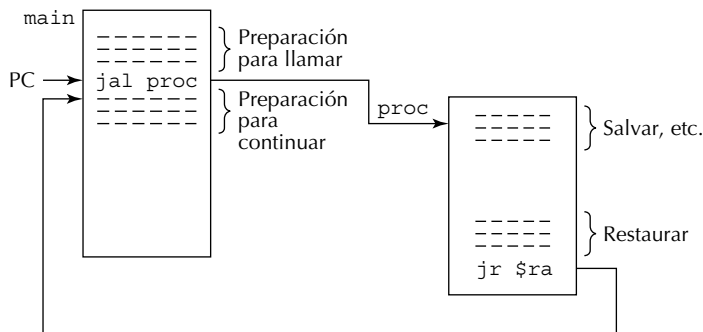 main
Preparación
para llamar
PC
jal proc
Preparación
para
continuar
proc
Salvar, etc.
Restaurar
jr $ra